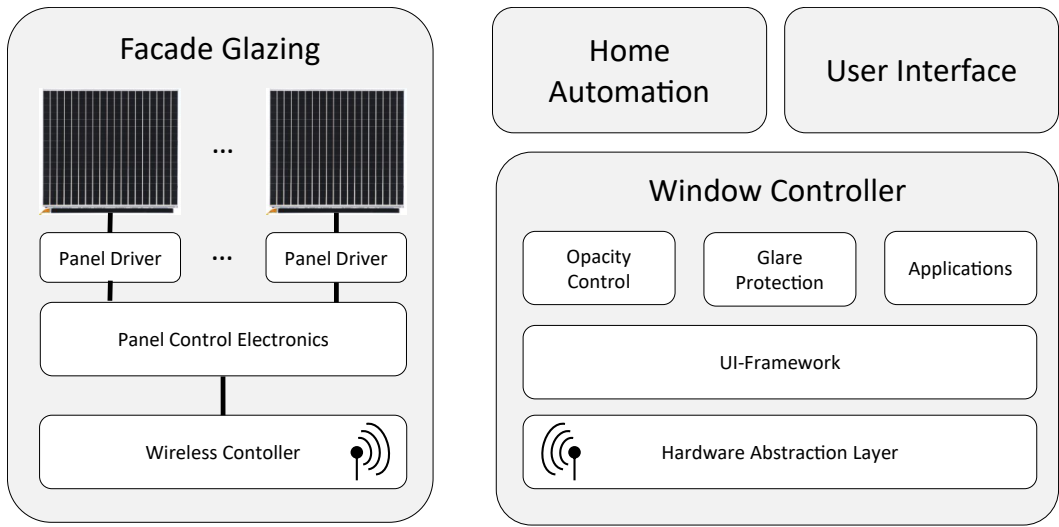 Facade Glazing
...
Panel Driver
...
Panel Driver
Panel Control Electronics
Wireless Contoller
Home
Automation
User Interface
Window Controller
Opacity
Control
Glare
Protection
Applications
UI-Framework
Hardware Abstraction Layer